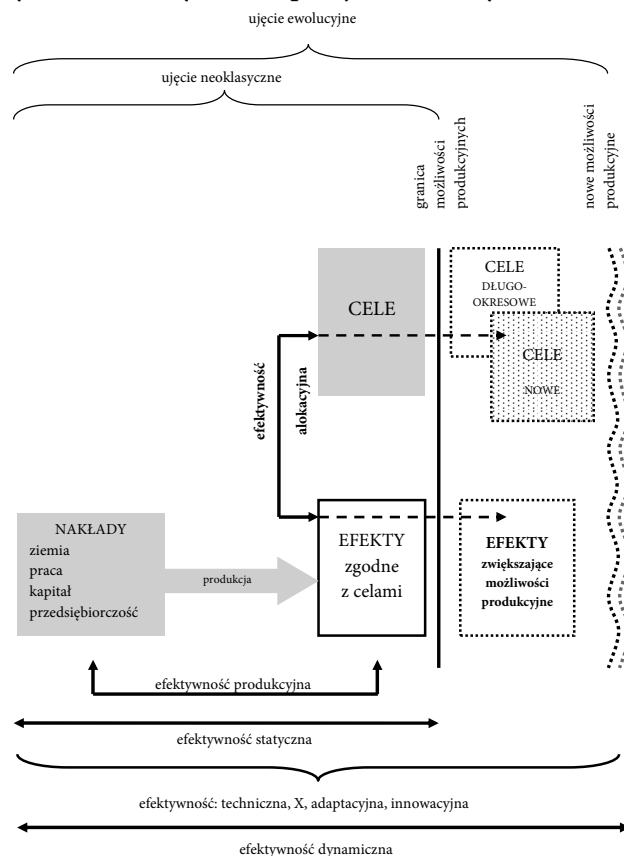 ujęcie ewolucyjne
ujęcie neoklasyczne
granica
możliwości
produkcyjnych
nowe możliwości
produkcyjne
CELE
CELE
DŁUGO-
OKRESOWE
CELE
NOWE
efektywność
alokacyjna
NAKŁADY
ziemia
praca
kapitał
przedsiębiorczość
produkcja
EFEKTY
zgodne
z celami
EFEKTY
zwiększające
możliwości
produkcyjne
efektywność produkcyjna
efektywność statyczna
efektywność: techniczna, X, adaptacyjna, innowacyjna
efektywność dynamiczna